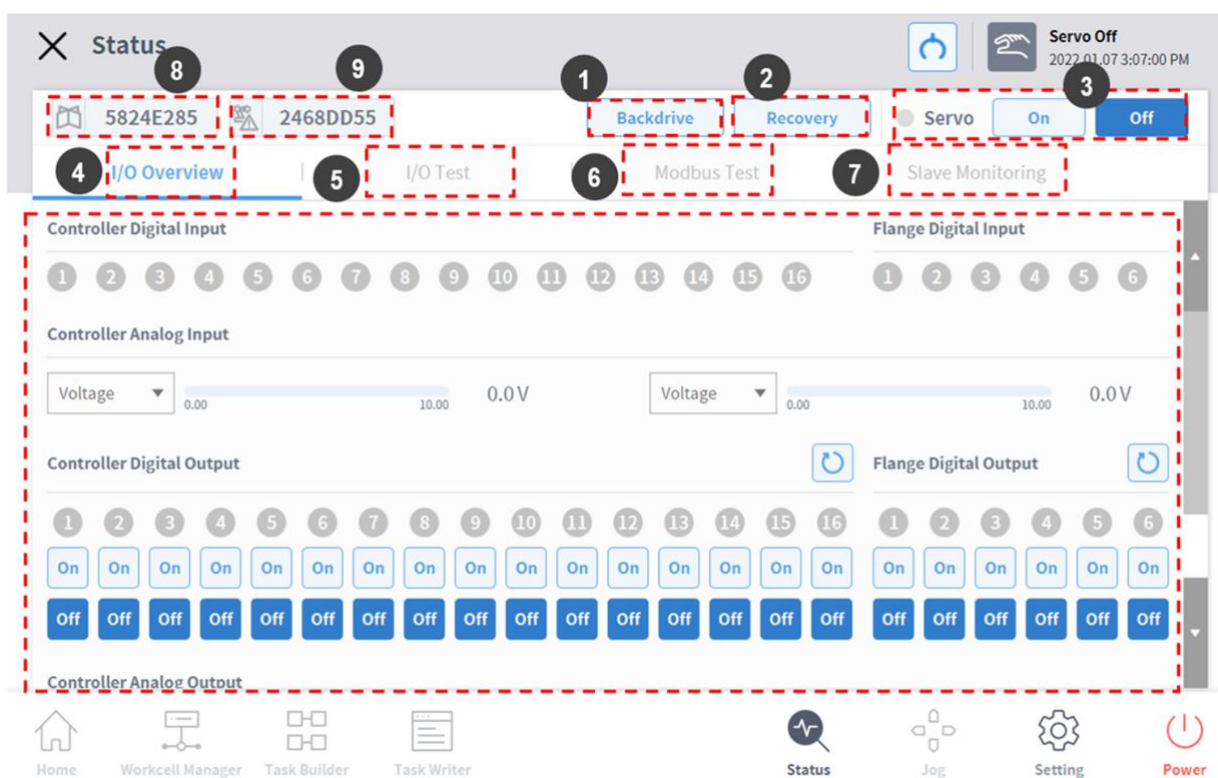 Status
Servo Off
2022.01.07 3:07:00 PM
8
9
1
2
3
5824E285
2468DD55
Backdrive
Recovery
Servo
On
Off
4
I/O Overview
5
I/O Test
6
Modbus Test
7
Slave Monitoring
Controller Digital Input
1 2 3 4 5 6 7 8 9 10 11 12 13 14 15 16
Flange Digital Input
1 2 3 4 5 6
Controller Analog Input
Voltage
0.00
10.00
0.0 V
Voltage
0.00
10.00
0.0 V
Controller Digital Output
1 2 3 4 5 6 7 8 9 10 11 12 13 14 15 16
On On On On On On On On On On On On On On On On
Off Off Off Off Off Off Off Off Off Off Off Off Off Off Off Off
Flange Digital Output
1 2 3 4 5 6
On On On On On On
Off Off Off Off Off Off
Controller Analog Output
Home
Workcell Manager
Task Builder
Task Writer
Status
Jog
Setting
Power